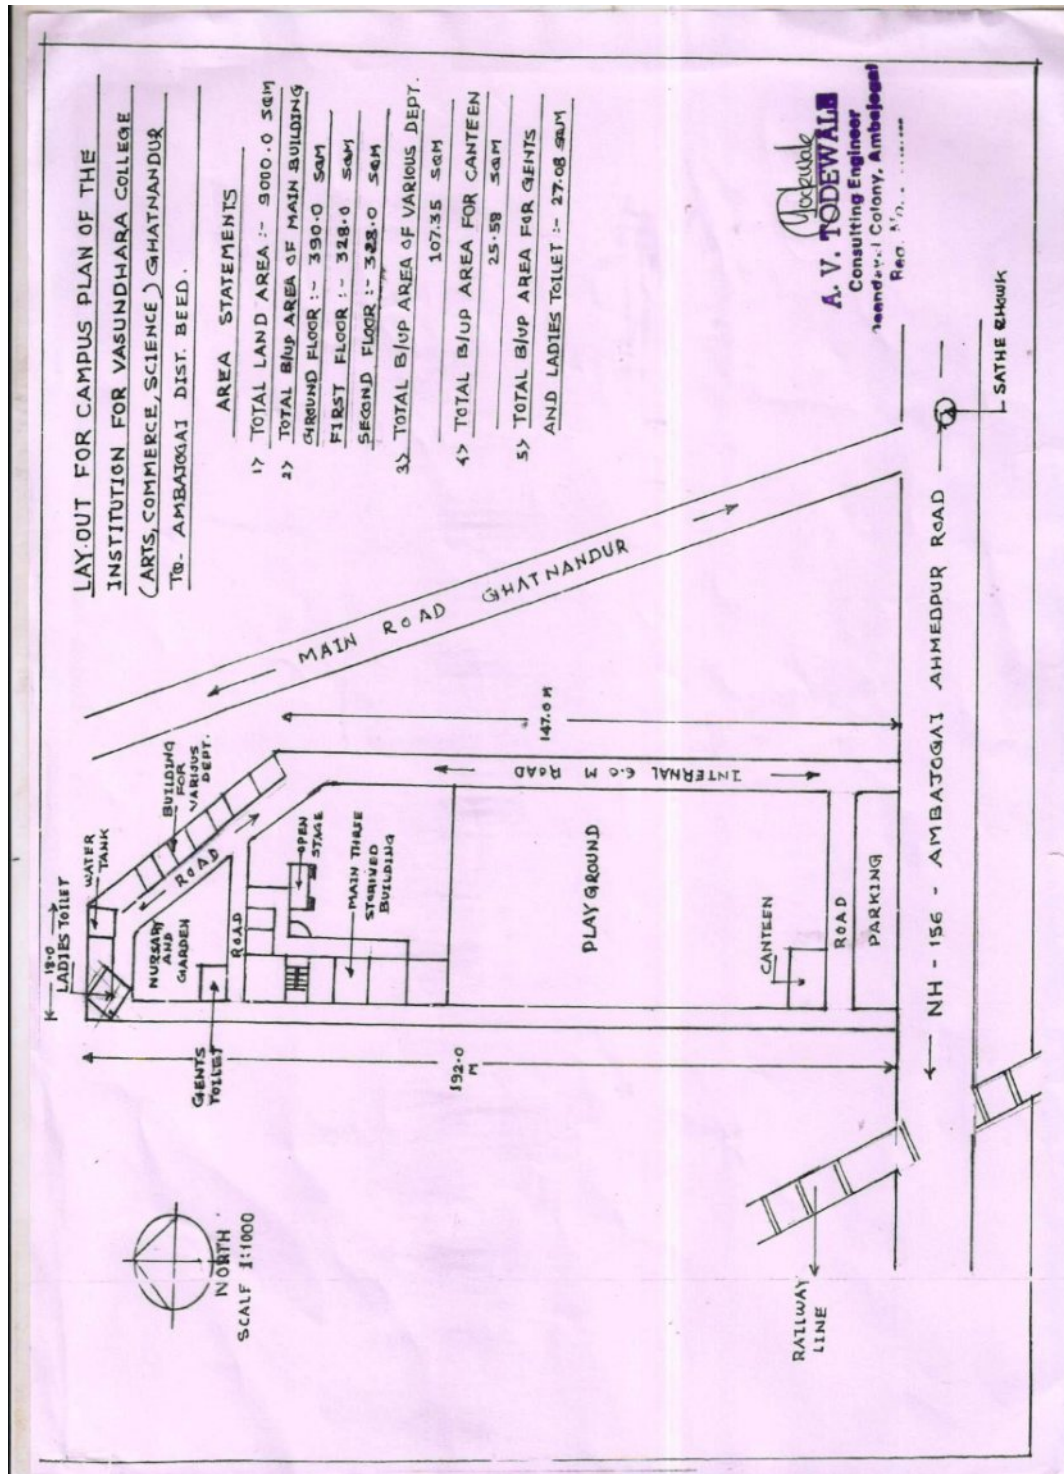 LAY.OUT FOR CAMPUS PLAN OF THE
INSTITUTION FOR VASUNDHARA COLLEGE
(ARTS, COMMERCE, SCIENCE) GHATNANDUR
TQ- AMBAJOGAI DIST. BEED.
AREA STATEMENTS
1> TOTAL LAND AREA :- 9000.0 SQM
2> TOTAL B/UP AREA OF MAIN BUILDING
GROUND FLOOR :- 390.0 SQM
FIRST FLOOR :- 328.0 SQM
SECOND FLOOR :- 328.0 SQM
3> TOTAL B/UP AREA OF VARIOUS DEPT.
107.35 SQM
4> TOTAL B/UP AREA FOR CANTEEN
25.58 SQM
5> TOTAL B/UP AREA FOR GENTS
AND LADIES TOILET :- 27.08 SQM
A. V. TODEWALE
Consulting Engineer
Colony, Ambajogai
MAIN ROAD GHATNANDUR
18.0
LADIES TOILET
WATER
TANK
BUILDING
FOR
VARIOUS
DEPT.
ROAD
NURSARY
AND
GARDEN
ROAD
GENTS
TOILET
OPEN
STAGE
MAIN THREE
STORIVED
BUILDING
147.0 M
INTERNAL 6.0 M ROAD
192.0
M
PLAY GROUND
CANTEEN
ROAD
PARKING
NH - 156 - AMBAJOGAI AHMEDPUR ROAD
SATHE CHOWK
NORTH
SCALE 1:1000
RAILWAY
LINE